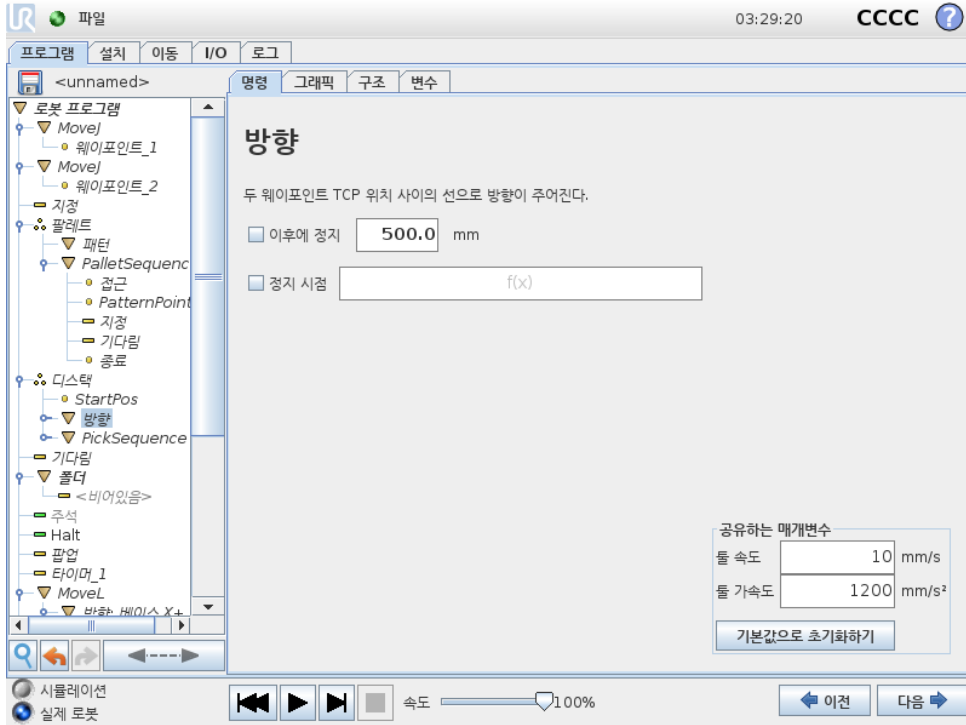 UR 파일 03:29:20 CCCC ?
프로그램 설치 이동 I/O 로그
<unnamed>
명령 그래픽 구조 변수
로봇 프로그램
MoveJ
웨이포인트_1
MoveJ
웨이포인트_2
지정
팔레트
패턴
PalletSequenc
접근
PatternPoint
지정
기다림
종료
디스택
StartPos
방향
PickSequence
기다림
폴더
<비어있음>
주석
Halt
팝업
타이머_1
MoveL
방향: 베이스 X+
방향
두 웨이포인트 TCP 위치 사이의 선으로 방향이 주어진다.
이후에 정지 500.0 mm
정지 시점 f(x)
공유하는 매개변수
툴 속도 10 mm/s
툴 가속도 1200 mm/s²
기본값으로 초기화하기
시뮬레이션
실제 로봇
속도 100%
이전 다음